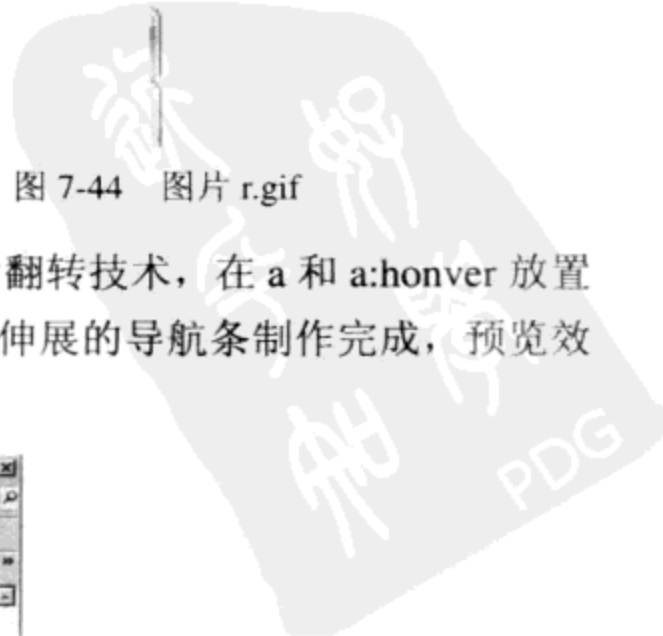 图 7-44 图片 r.gif
翻转技术，在 a 和 a:honver 放置
伸展的导航条制作完成，预览效
PDG